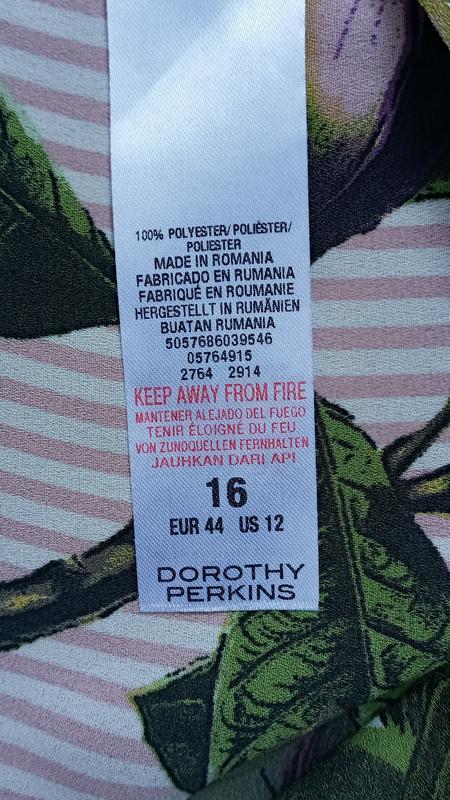 100% POLYESTER/POLIÉSTER/
POLIESTER
MADE IN ROMANIA
FABRICADO EN RUMANIA
FABRIQUÉ EN ROUMANIE
HERGESTELLT IN RUMÄNIEN
BUATAN RUMANIA
5057686039546
05764915
2764 2914
KEEP AWAY FROM FIRE
MANTENER ALEJADO DEL FUEGO
TENIR ÉLOIGNÉ DU FEU
VON ZUNDQUELLEN FERNHALTEN
JAUHKAN DARI API
16
EUR 44 US 12
DOROTHY
PERKINS